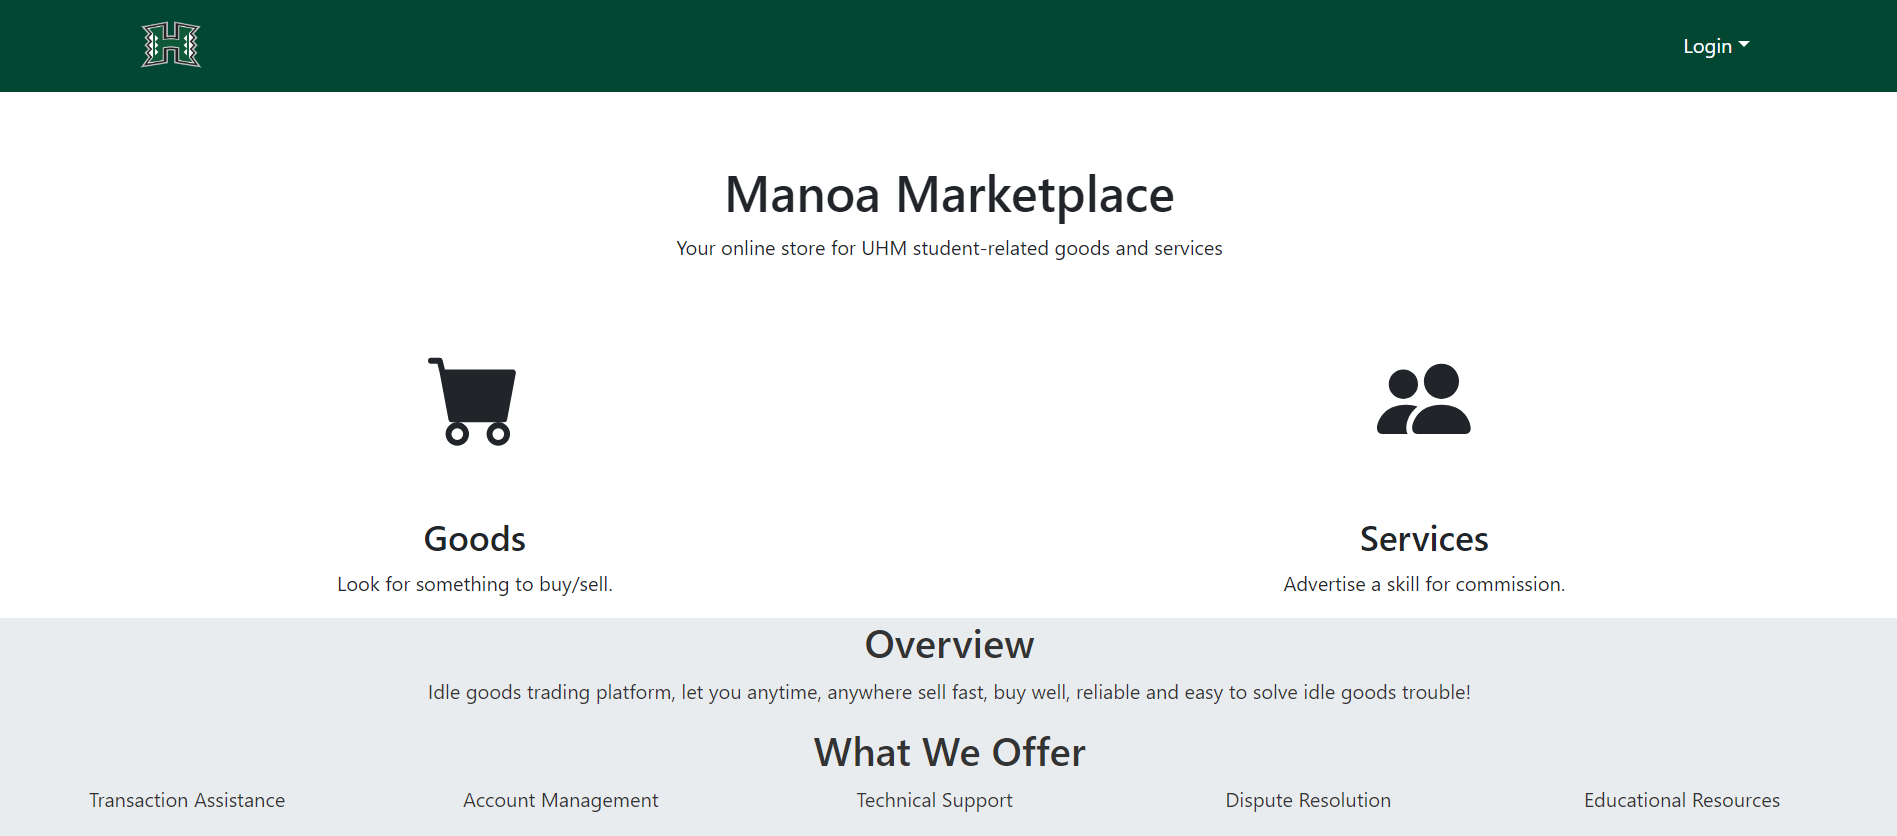 H
Login
Manoa Marketplace
Your online store for UHM student-related goods and services
Goods
Services
Look for something to buy/sell.
Advertise a skill for commission.
Overview
Idle goods trading platform, let you anytime, anywhere sell fast, buy well, reliable and easy to solve idle goods trouble!
What We Offer
Transaction Assistance
Account Management
Technical Support
Dispute Resolution
Educational Resources